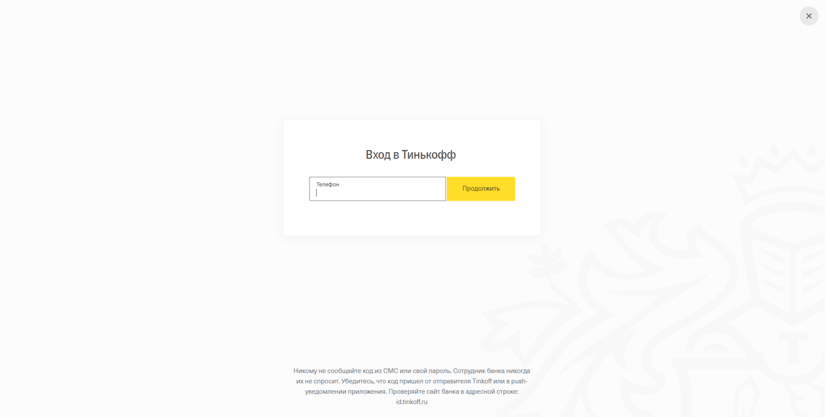 Вход в Тинькофф
Телефон
Продолжить
Никому не сообщайте код из СМС или свой пароль. Сотрудник банка никогда
их не спросит. Убедитесь, что код пришел от отправителя Tinkoff или в push-
уведомлении приложения. Проверяйте сайт банка в адресной строке:
id.tinkoff.ru